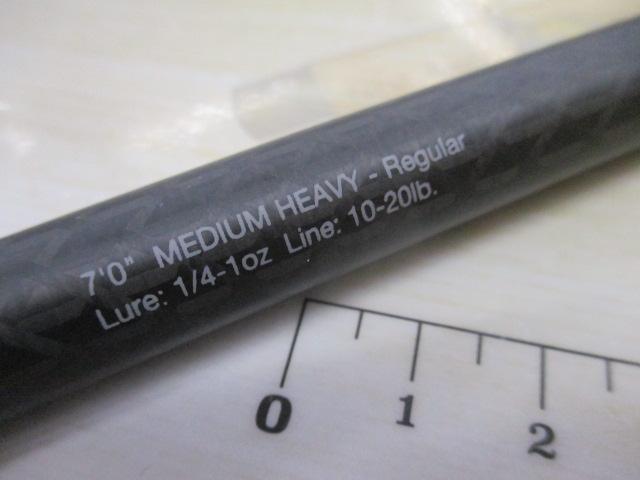 7'0" MEDIUM HEAVY - Regular
Lure: 1/4-1oz Line: 10-20lb.
0 1 2